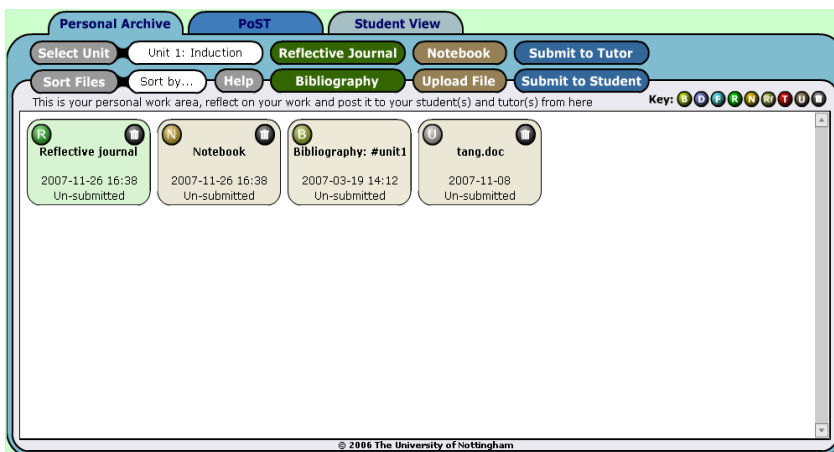 Personal Archive PoST Student View
Select Unit Unit 1: Induction Reflective Journal Notebook Submit to Tutor
Sort Files Sort by... Help Bibliography Upload File Submit to Student
This is your personal work area, reflect on your work and post it to your student(s) and tutor(s) from here Key: B D F R N Rf T U
R N B U
Reflective journal Notebook Bibliography: #unit1 tang.doc
2007-11-26 16:38 2007-11-26 16:38 2007-03-19 14:12 2007-11-08
Un-submitted Un-submitted Un-submitted Un-submitted
© 2006 The University of Nottingham